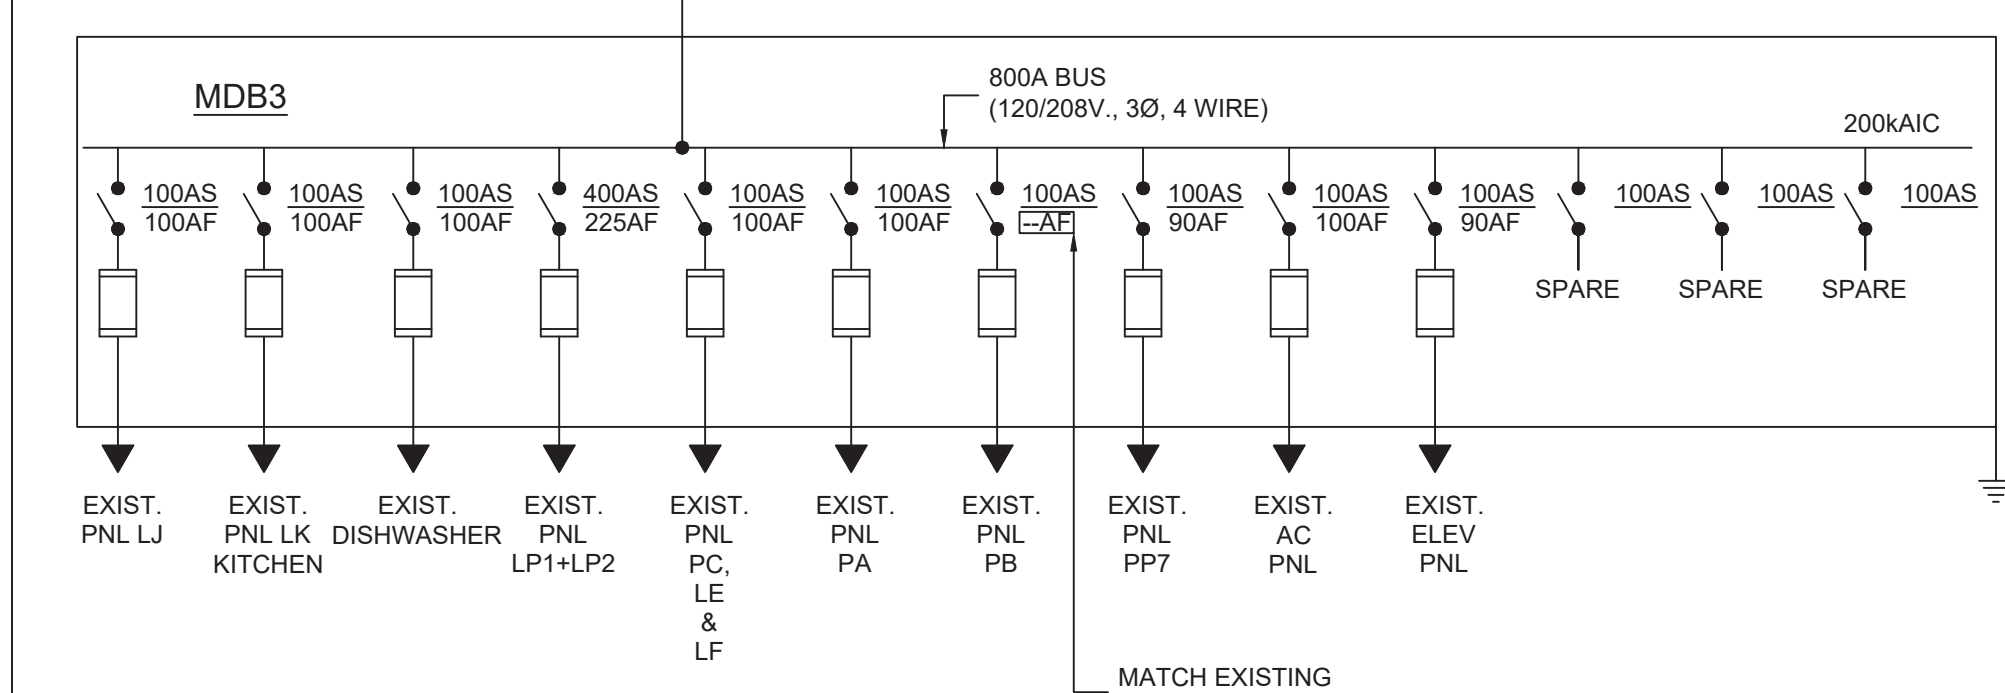 MDB3
800A BUS
(120/208V., 3Ø, 4 WIRE)
200kAIC
100AS
100AF
100AS
100AF
100AS
100AF
400AS
225AF
100AS
100AF
100AS
100AF
100AS
--AF
100AS
90AF
100AS
100AF
100AS
90AF
100AS
100AS
100AS
SPARE
SPARE
SPARE
EXIST.
PNL LJ
EXIST.
PNL LK
KITCHEN
EXIST.
DISHWASHER
EXIST.
PNL
LP1+LP2
EXIST.
PNL
PC,
LE
&
LF
EXIST.
PNL
PA
EXIST.
PNL
PB
EXIST.
PNL
PP7
EXIST.
AC
PNL
EXIST.
ELEV
PNL
MATCH EXISTING